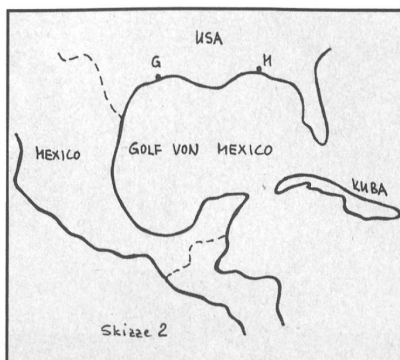 USA
G
H
MEXICO
GOLF VON MEXICO
KUBA
Skizze 2